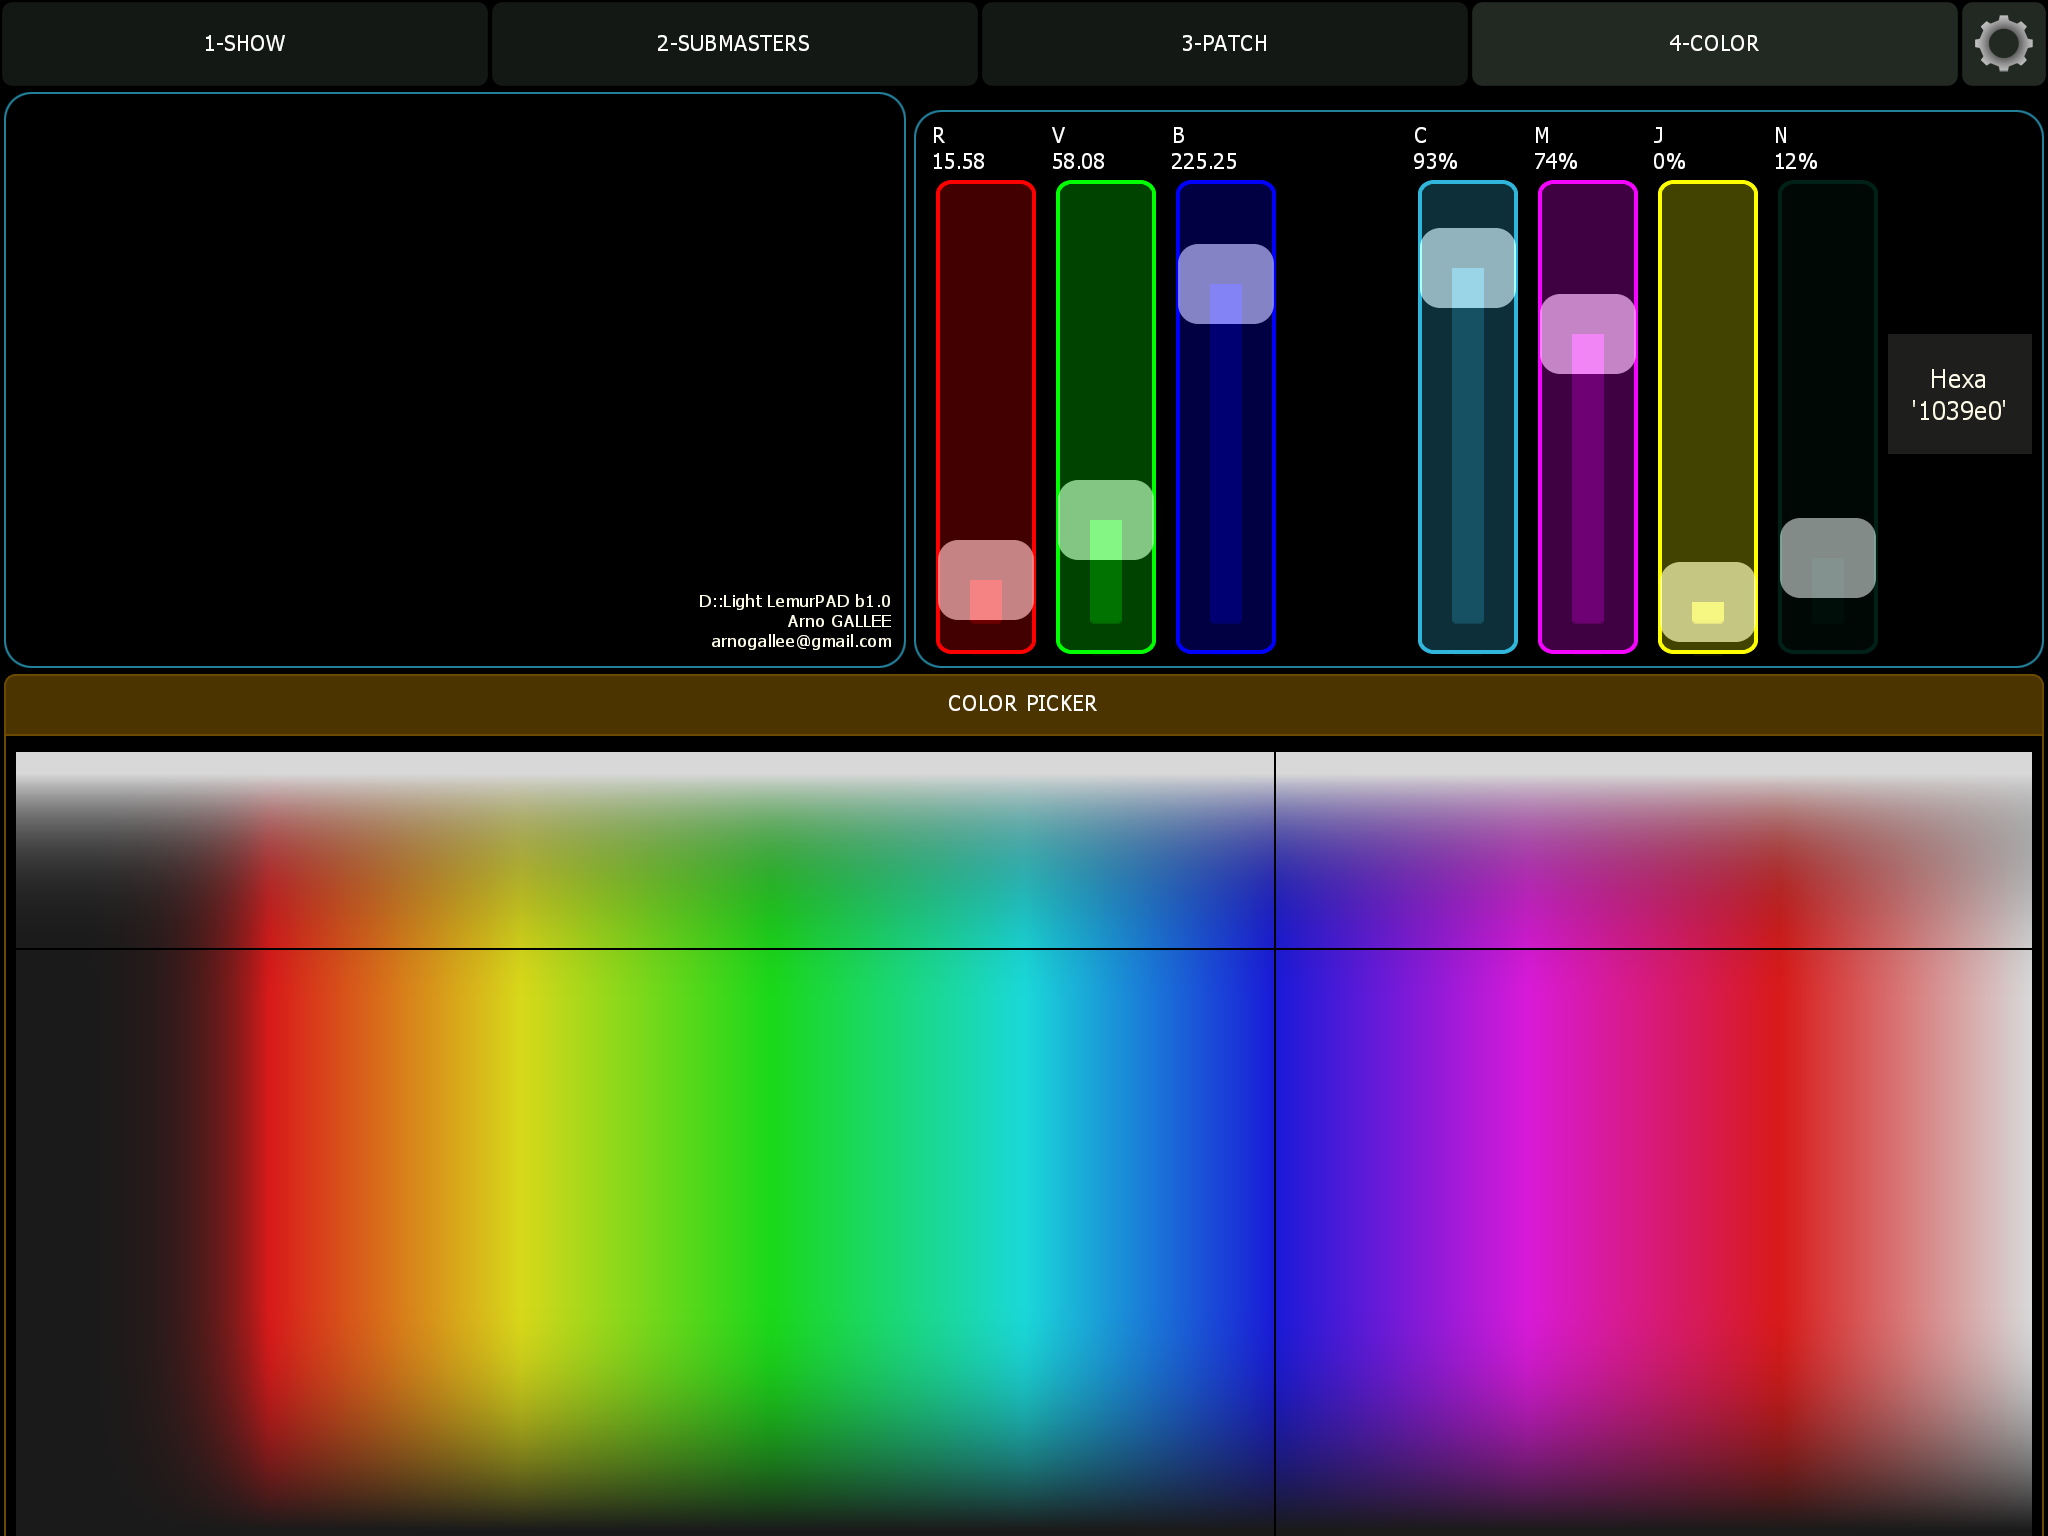 1-SHOW
2-SUBMASTERS
3-PATCH
4-COLOR
R
15.58
V
58.08
B
225.25
C
93%
M
74%
J
0%
N
12%
Hexa
'1039e0'
D::Light LemurPAD b1.0
Arno GALLEE
arnogallee@gmail.com
COLOR PICKER